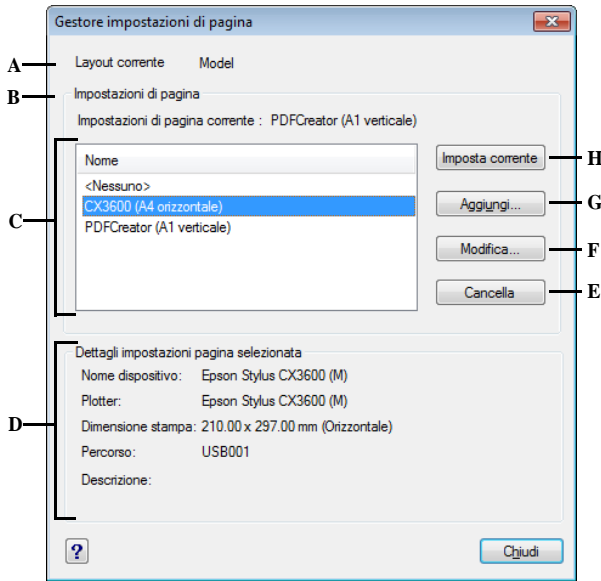 Gestore impostazioni di pagina
A Layout corrente Model
B Impostazioni di pagina
Impostazioni di pagina corrente : PDFCreator (A1 verticale)
Nome
<Nessuno>
C CX3600 (A4 orizzontale)
PDFCreator (A1 verticale)
Imposta corrente H
Aggiungi... G
Modifica... F
Cancella E
Dettagli impostazioni pagina selezionata
Nome dispositivo: Epson Stylus CX3600 (M)
Plotter: Epson Stylus CX3600 (M)
D Dimensione stampa: 210.00 x 297.00 mm (Orizzontale)
Percorso: USB001
Descrizione:
? Chiudi